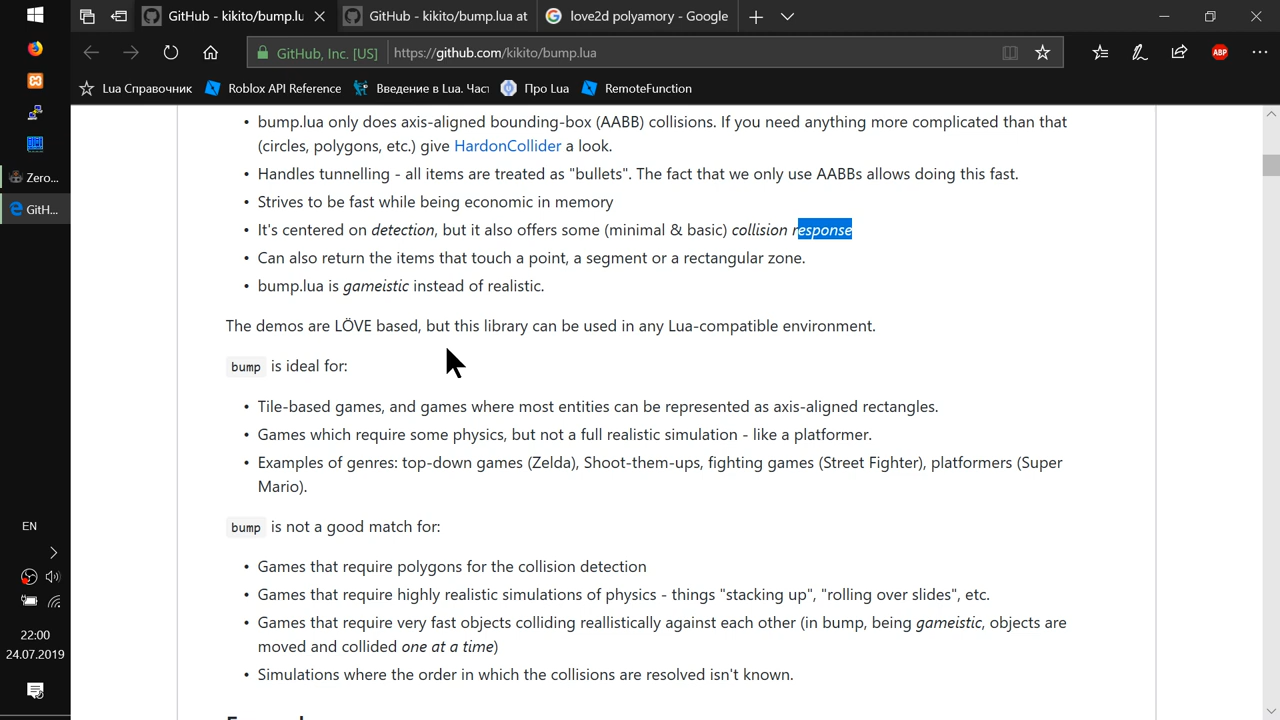 GitHub - kikito/bump.lu
GitHub - kikito/bump.lua at
love2d polyamory - Google
GitHub, Inc. [US]
https://github.com/kikito/bump.lua
ABP
Lua Справочник
Roblox API Reference
Введение в Lua. Част
Про Lua
RemoteFunction
• bump.lua only does axis-aligned bounding-box (AABB) collisions. If you need anything more complicated than that
(circles, polygons, etc.) give HardonCollider a look.
• Handles tunnelling - all items are treated as "bullets". The fact that we only use AABBs allows doing this fast.
• Strives to be fast while being economic in memory
• It's centered on detection, but it also offers some (minimal & basic) collision response
• Can also return the items that touch a point, a segment or a rectangular zone.
• bump.lua is gameistic instead of realistic.
The demos are LÖVE based, but this library can be used in any Lua-compatible environment.
bump is ideal for:
• Tile-based games, and games where most entities can be represented as axis-aligned rectangles.
• Games which require some physics, but not a full realistic simulation - like a platformer.
• Examples of genres: top-down games (Zelda), Shoot-them-ups, fighting games (Street Fighter), platformers (Super
Mario).
bump is not a good match for:
• Games that require polygons for the collision detection
• Games that require highly realistic simulations of physics - things "stacking up", "rolling over slides", etc.
• Games that require very fast objects colliding reallistically against each other (in bump, being gameistic, objects are
moved and collided one at a time)
• Simulations where the order in which the collisions are resolved isn't known.
Zero...
GitH...
EN
22:00
24.07.2019